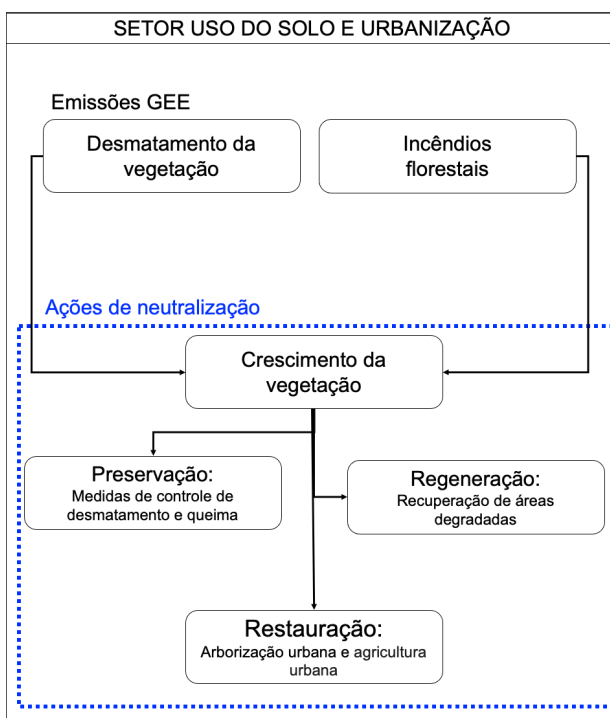 SETOR USO DO SOLO E URBANIZAÇÃO
Emissões GEE
Desmatamento da
vegetação
Incêndios
florestais
Ações de neutralização
Crescimento da
vegetação
Preservação:
Medidas de controle de
desmatamento e queima
Regeneração:
Recuperação de áreas
degradadas
Restauração:
Arborização urbana e agricultura
urbana